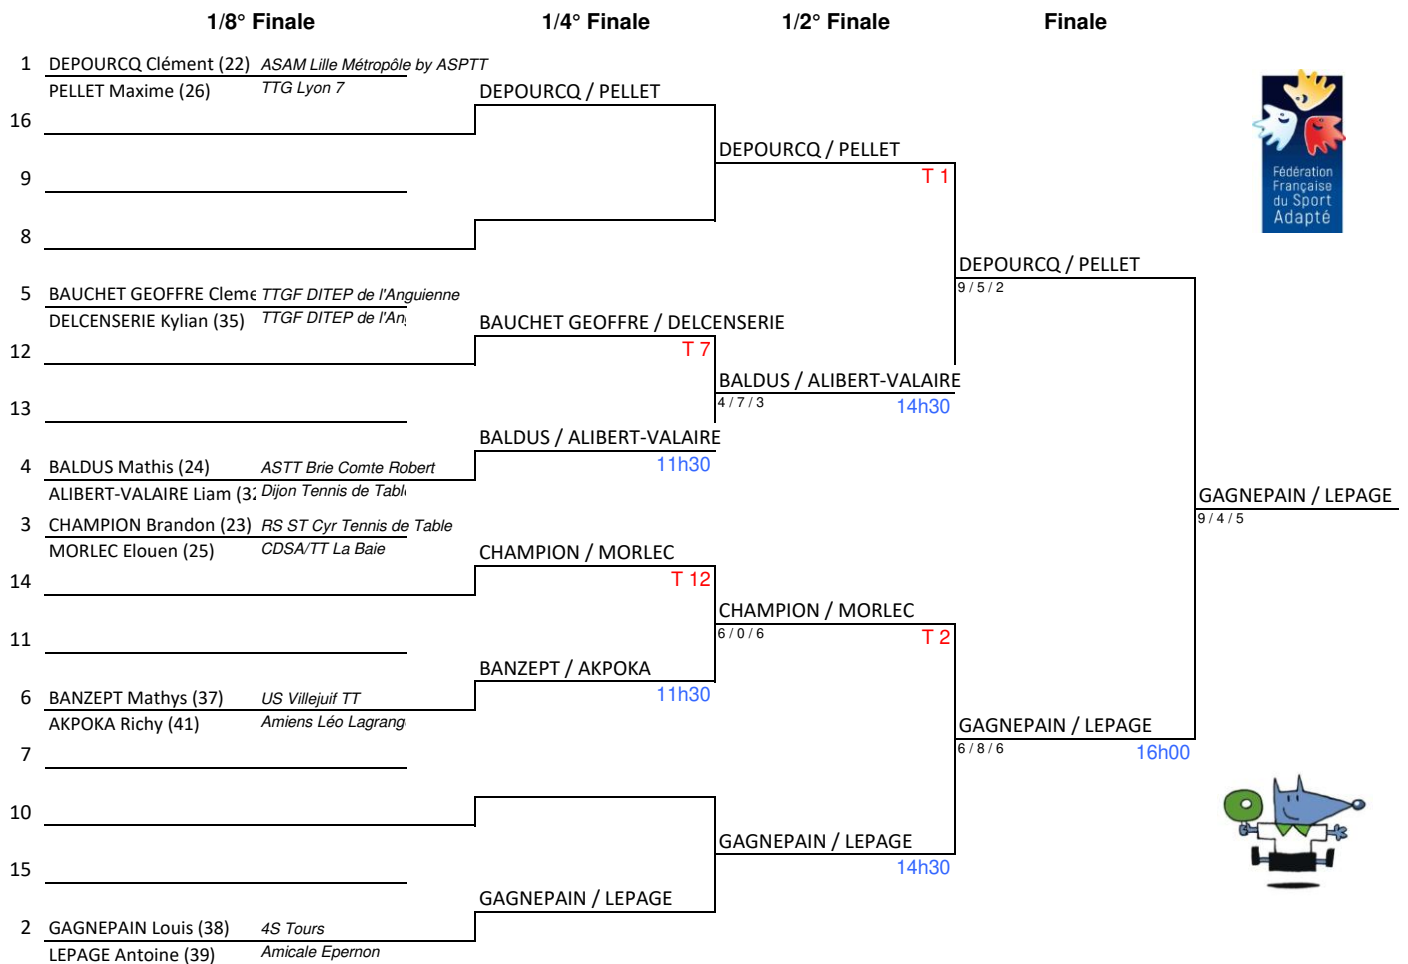 1/8° Finale 1/4° Finale 1/2° Finale Finale
1 DEPOURCQ Clément (22) ASAM Lille Métropôle by ASPTT
PELLET Maxime (26) TTG Lyon 7
DEPOURCQ / PELLET
16
DEPOURCQ / PELLET
9
T 1
8
Fédération
Française
du Sport
Adapté
DEPOURCQ / PELLET
9 / 5 / 2
5 BAUCHET GEOFFRE Cleme TTGF DITEP de l'Anguienne
DELCENSERIE Kylian (35) TTGF DITEP de l'An
BAUCHET GEOFFRE / DELCENSERIE
12
T 7
BALDUS / ALIBERT-VALAIRE
4 / 7 / 3
14h30
13
BALDUS / ALIBERT-VALAIRE
11h30
4 BALDUS Mathis (24) ASTT Brie Comte Robert
ALIBERT-VALAIRE Liam (32 Dijon Tennis de Tabl
GAGNEPAIN / LEPAGE
9 / 4 / 5
3 CHAMPION Brandon (23) RS ST Cyr Tennis de Table
MORLEC Elouen (25) CDSA/TT La Baie
CHAMPION / MORLEC
14
T 12
CHAMPION / MORLEC
6 / 0 / 6
T 2
11
BANZEPT / AKPOKA
11h30
6 BANZEPT Mathys (37) US Villejuif TT
AKPOKA Richy (41) Amiens Léo Lagrang
GAGNEPAIN / LEPAGE
6 / 8 / 6
16h00
7
10
GAGNEPAIN / LEPAGE
14h30
15
GAGNEPAIN / LEPAGE
2 GAGNEPAIN Louis (38) 4S Tours
LEPAGE Antoine (39) Amicale Epernon